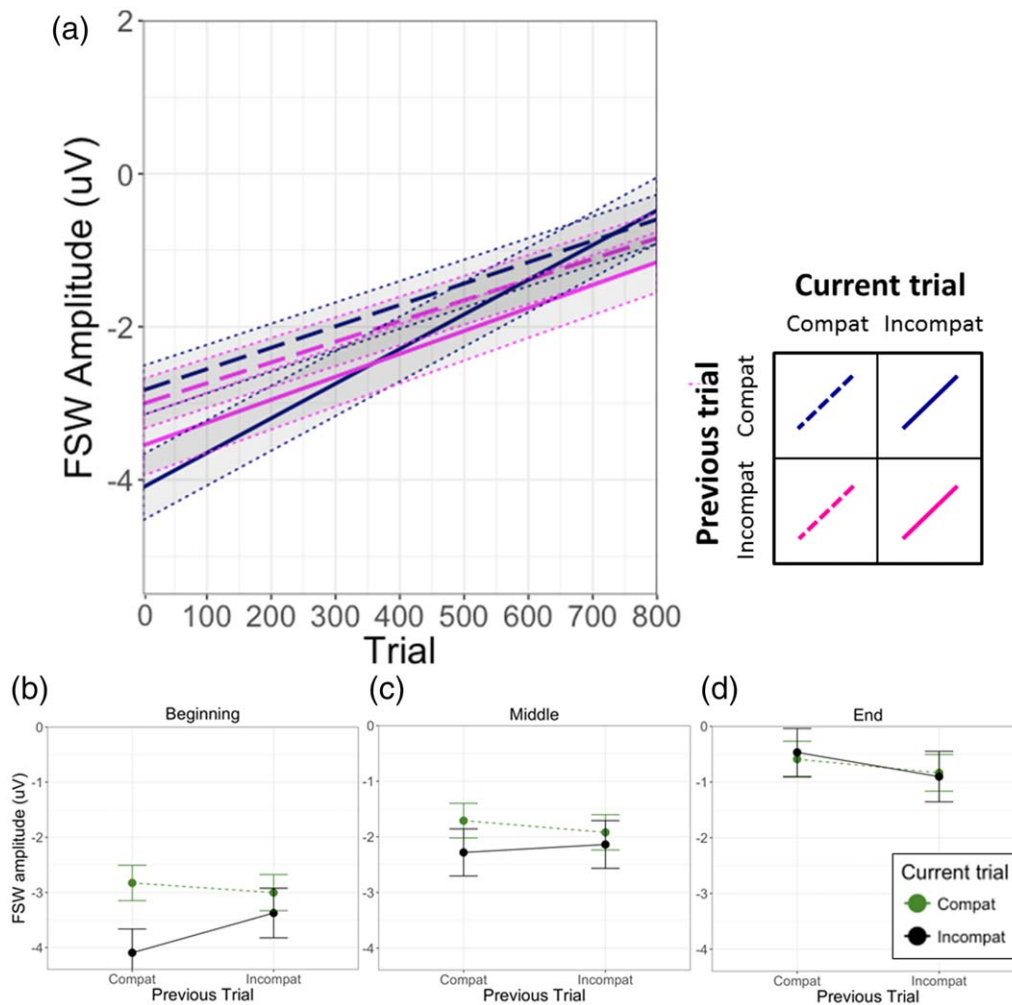 (a)
2
0
-2
-4
FSW Amplitude (uV)
0 100 200 300 400 500 600 700 800
Trial
Current trial
Compat Incompat
Previous trial
Compat
Incompat
(b)
Beginning
0
-1
-2
-3
-4
FSW amplitude (uV)
Compat Incompat
Previous Trial
(c)
Middle
0
-1
-2
-3
-4
Compat Incompat
Previous Trial
(d)
End
0
-1
-2
-3
-4
Compat Incompat
Previous Trial
Current trial
Compat
Incompat